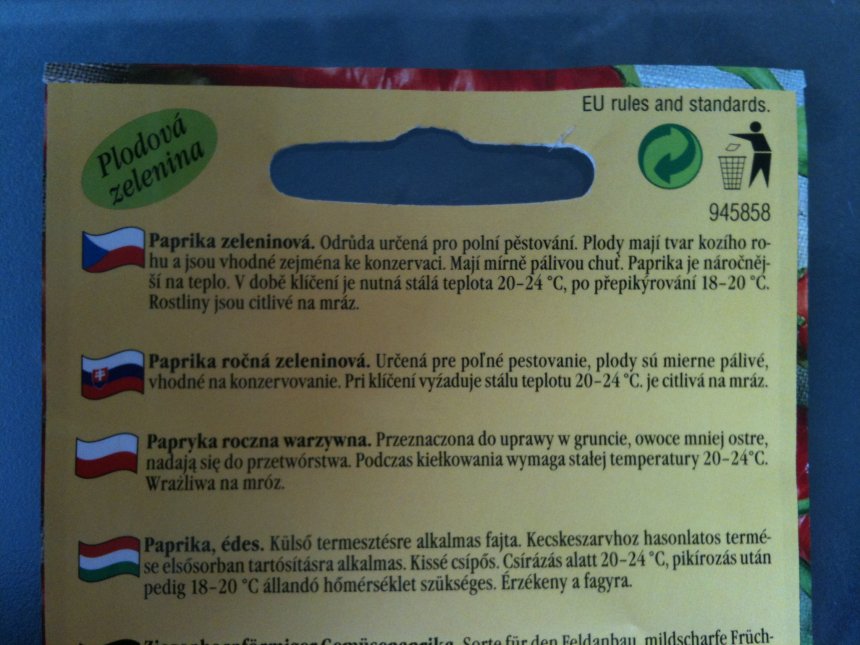 EU rules and standards.
Plodová
zelenina
945858
Paprika zeleninová. Odrůda určená pro polní pěstování. Plody mají tvar kozího ro-
hu a jsou vhodné zejména ke konzervaci. Mají mírně pálivou chuť. Paprika je náročněj-
ší na teplo. V době klíčení je nutná stálá teplota 20–24 °C, po přepikýrování 18–20 °C.
Rostliny jsou citlivé na mráz.
Paprika ročná zeleninová. Určená pre poľné pestovanie, plody sú mierne pálivé,
vhodné na konzervovanie. Pri klíčení vyźaduje stálu teplotu 20–24 °C. je citlivá na mráz.
Papryka roczna warzywna. Przeznaczona do uprawy w gruncie, owoce mniej ostre,
nadają się do przetwórstwa. Podczas kiełkowania wymaga stałej temperatury 20–24°C.
Wrażliwa na mróz.
Paprika, édes. Külső termesztésre alkalmas fajta. Kecskeszarvhoz hasonlatos termé-
se elsősorban tartósításra alkalmas. Kissé csípős. Csírázás alatt 20–24 °C, pikírozás után
pedig 18–20 °C állandó hőmérséklet szükséges. Érzékeny a fagyra.
Ziegenhornförmiger Gemüsepaprika. Sorte für den Feldanbau, mildscharfe Früch-